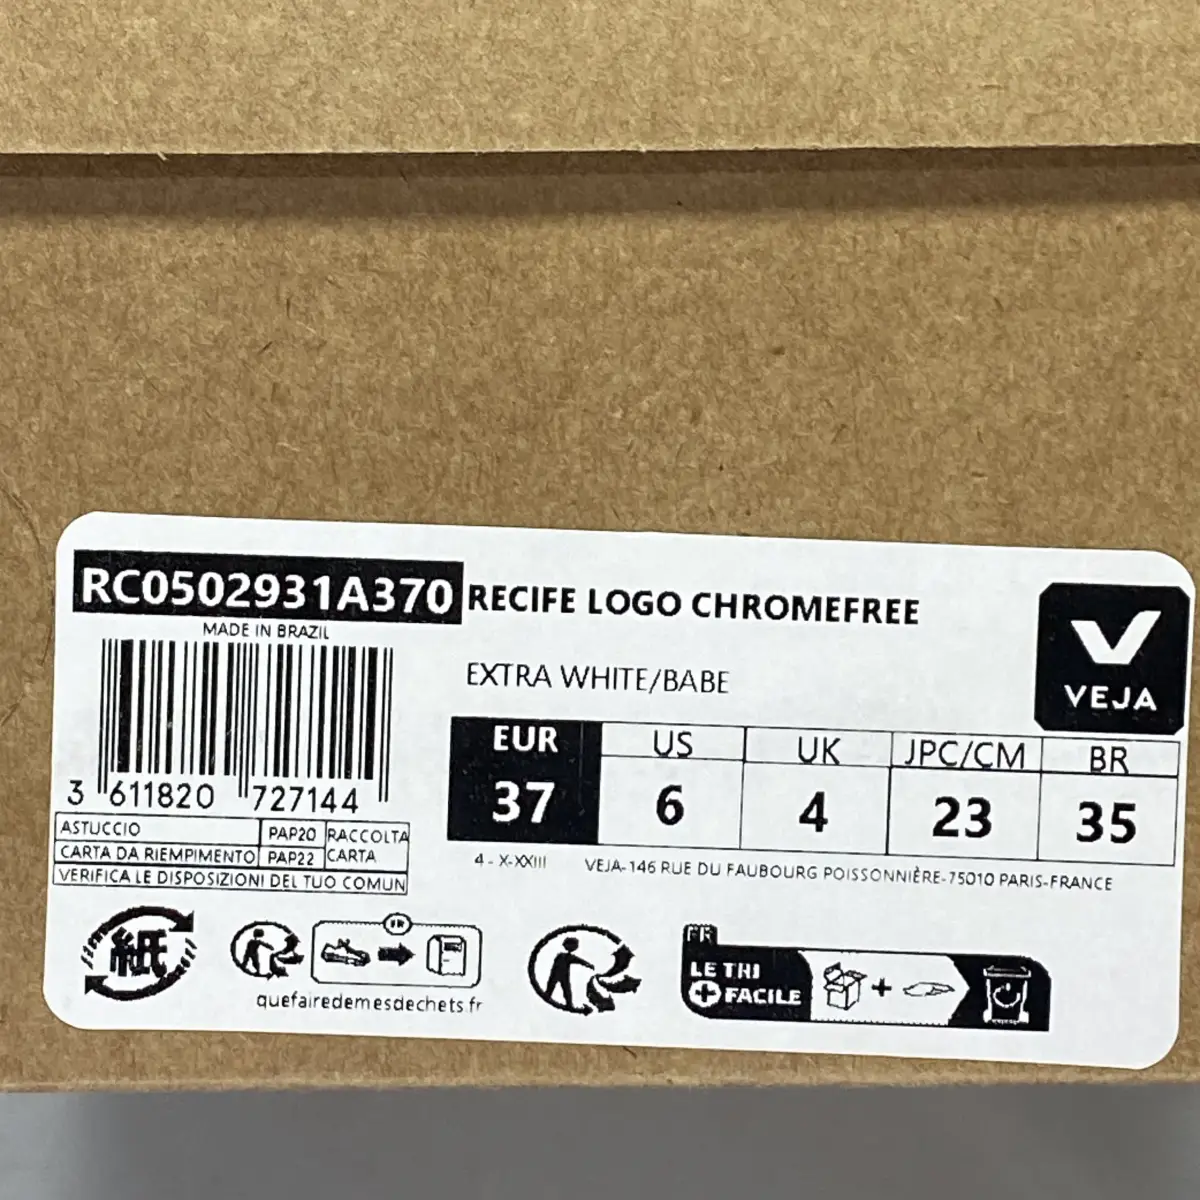 RC0502931A370 RECIFE LOGO CHROMEFREE
MADE IN BRAZIL
EXTRA WHITE/BABE
VEJA
EUR US UK JPC/CM BR
37 6 4 23 35
3 611820 727144
ASTUCCIO PAP20 RACCOLTA
CARTA DA RIEMPIMENTO PAP22 CARTA
VERIFICA LE DISPOSIZIONI DEL TUO COMUN
4 - X-XXIII VEJA-146 RUE DU FAUBOURG POISSONNIÈRE-75010 PARIS-FRANCE
紙
FR
quefairedemesdechets.fr
FR
LE TRI
+ FACILE
+